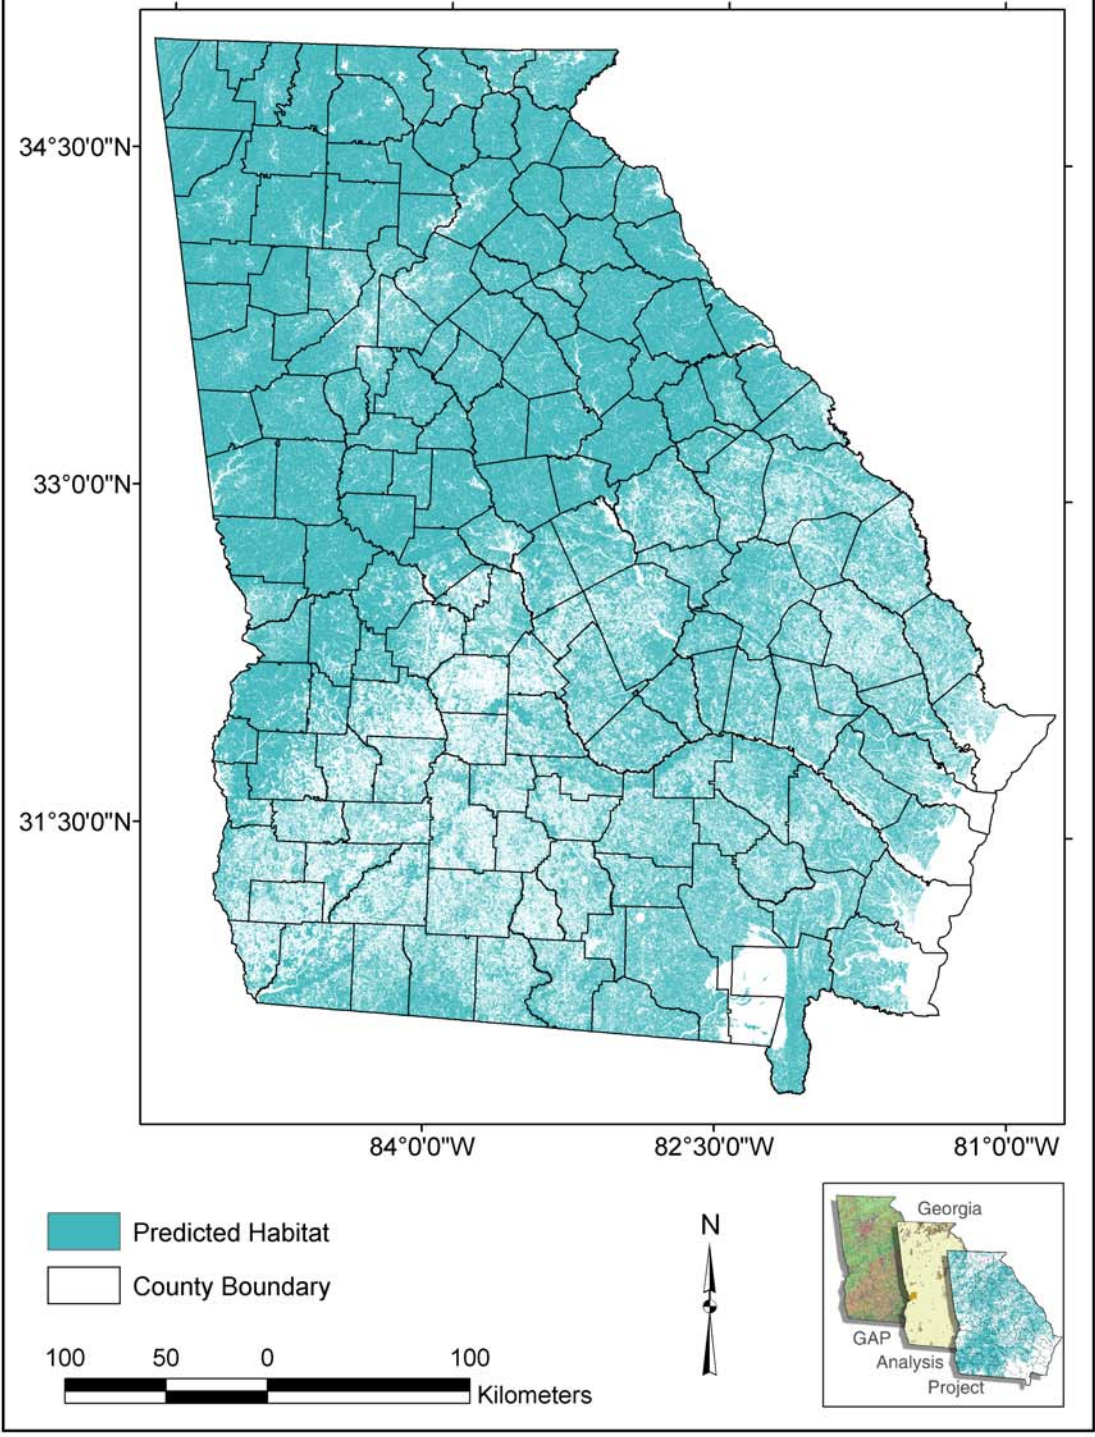 34°30'0"N
33°0'0"N
31°30'0"N
84°0'0"W 82°30'0"W 81°0'0"W
Predicted Habitat
County Boundary
100 50 0 100
Kilometers
N
Georgia
GAP
Analysis
Project